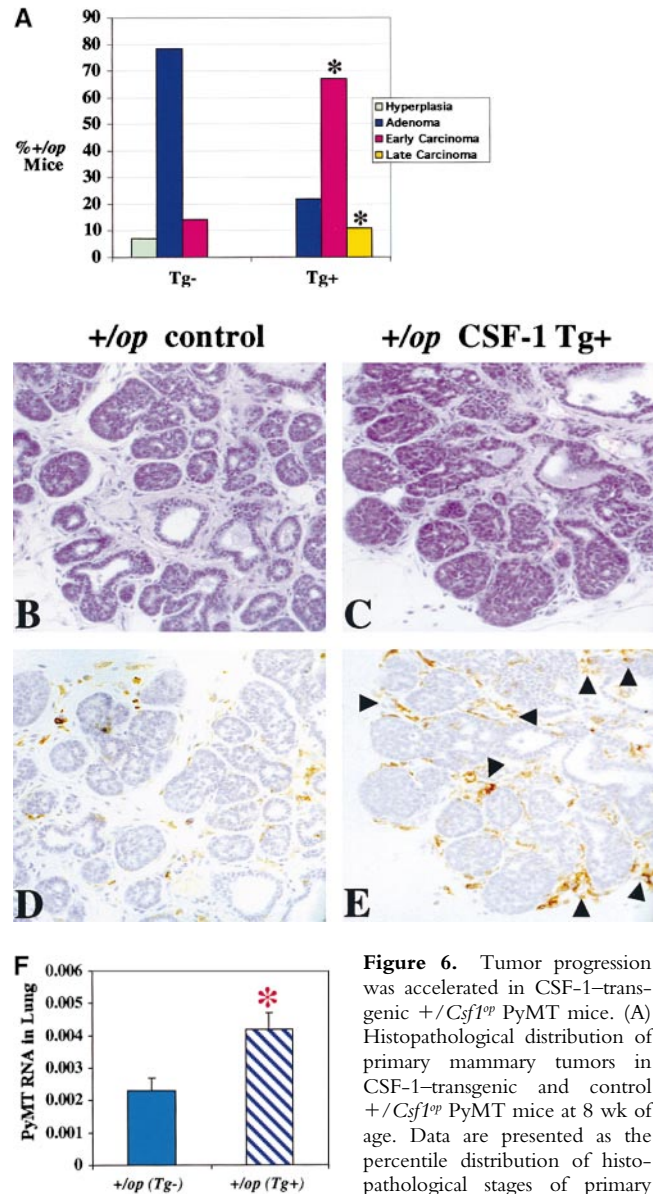 A
90
80
70
60
50
40
30
20
10
0
%+/op
Mice
*
*
Hyperplasia
Adenoma
Early Carcinoma
Late Carcinoma
Tg-
Tg+
+/op control
+/op CSF-1 Tg+
B
C
D
E
F
PyMT RNA in Lung
0.006
0.005
0.004
0.003
0.002
0.001
0
*
+/op (Tg-)
+/op (Tg+)
Figure 6. Tumor progression
was accelerated in CSF-1–trans-
genic +/Csf1op PyMT mice. (A)
Histopathological distribution of
primary mammary tumors in
CSF-1–transgenic and control
+/Csf1op PyMT mice at 8 wk of
age. Data are presented as the
percentile distribution of histo-
pathological stages of primary